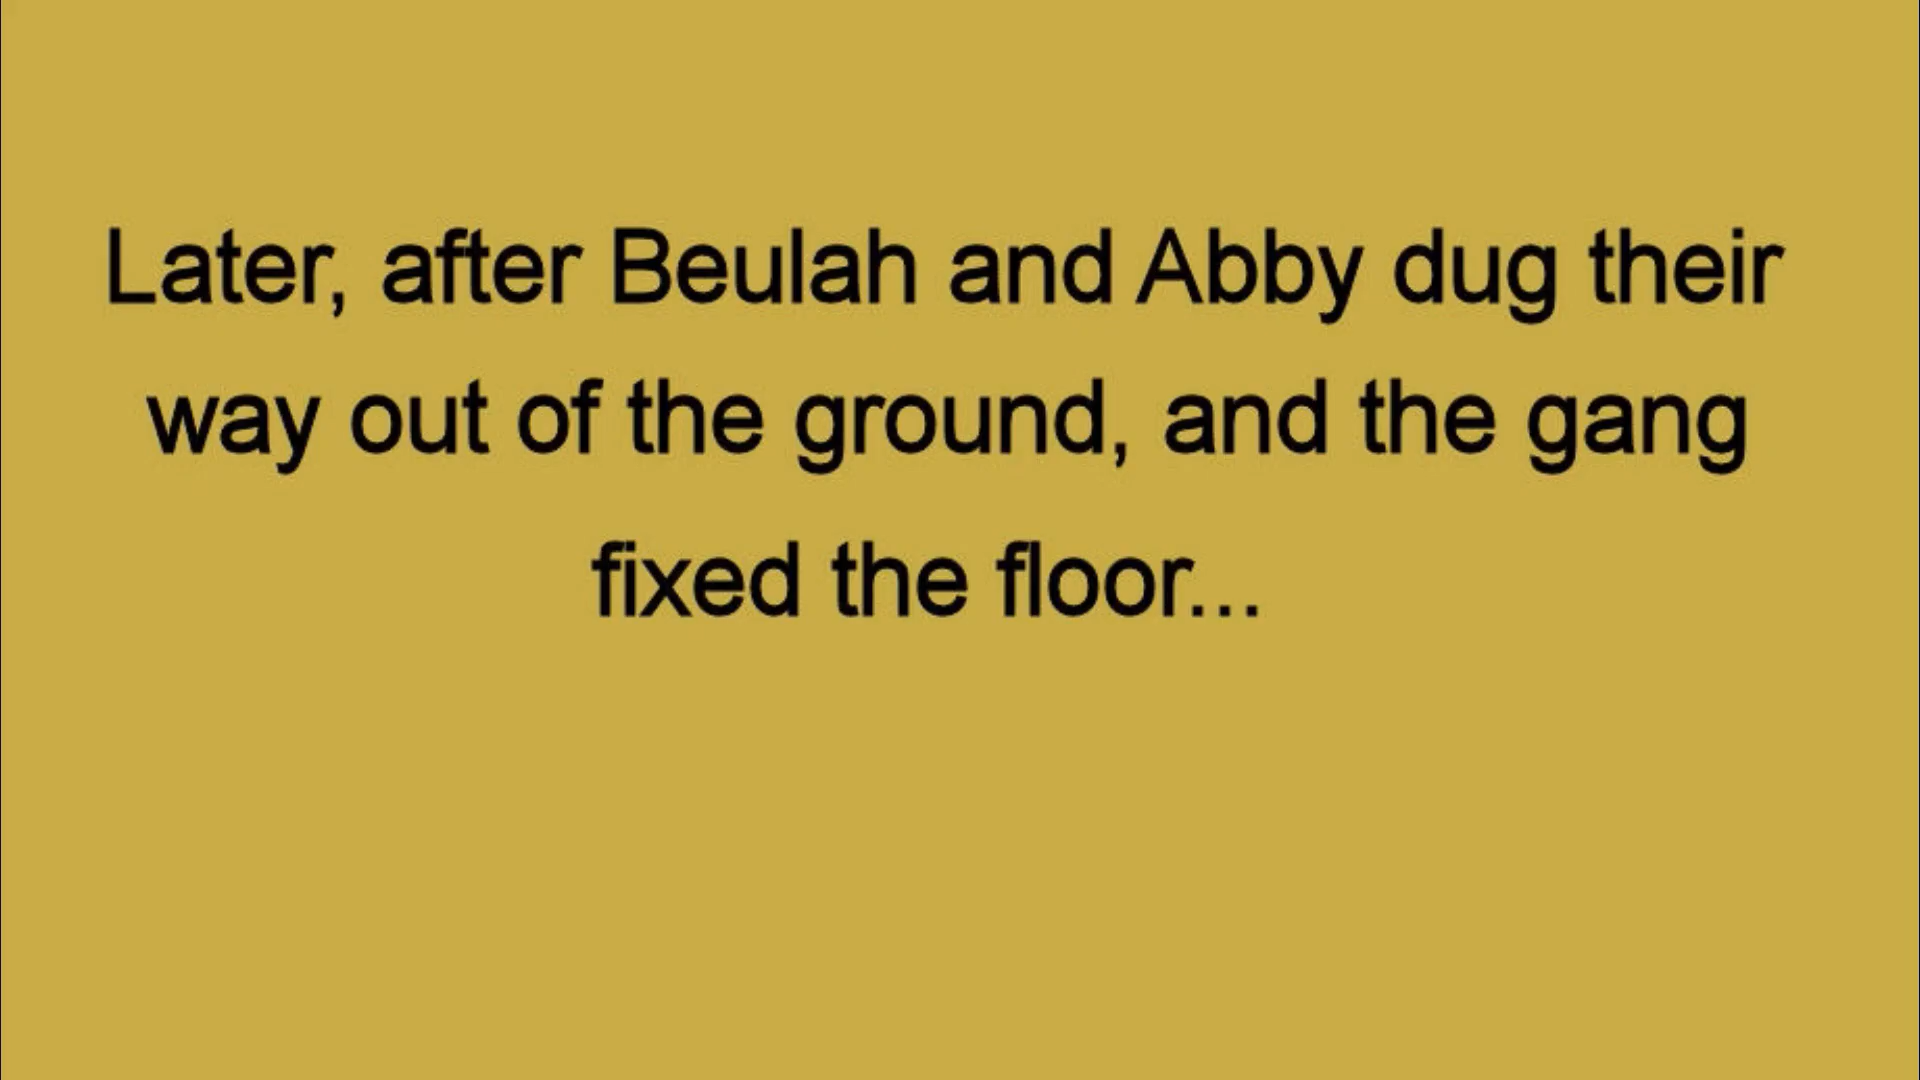 Later, after Beulah and Abby dug their
way out of the ground, and the gang
fixed the floor...